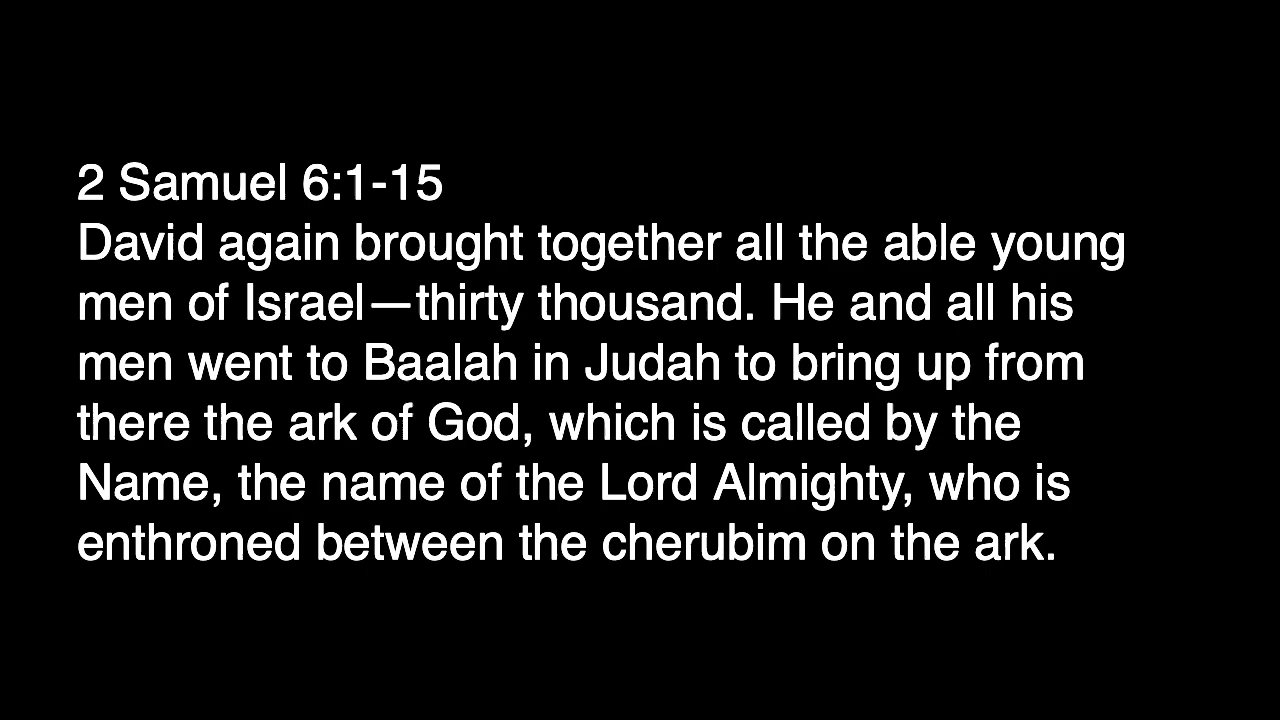 2 Samuel 6:1-15
David again brought together all the able young
men of Israel—thirty thousand. He and all his
men went to Baalah in Judah to bring up from
there the ark of God, which is called by the
Name, the name of the Lord Almighty, who is
enthroned between the cherubim on the ark.